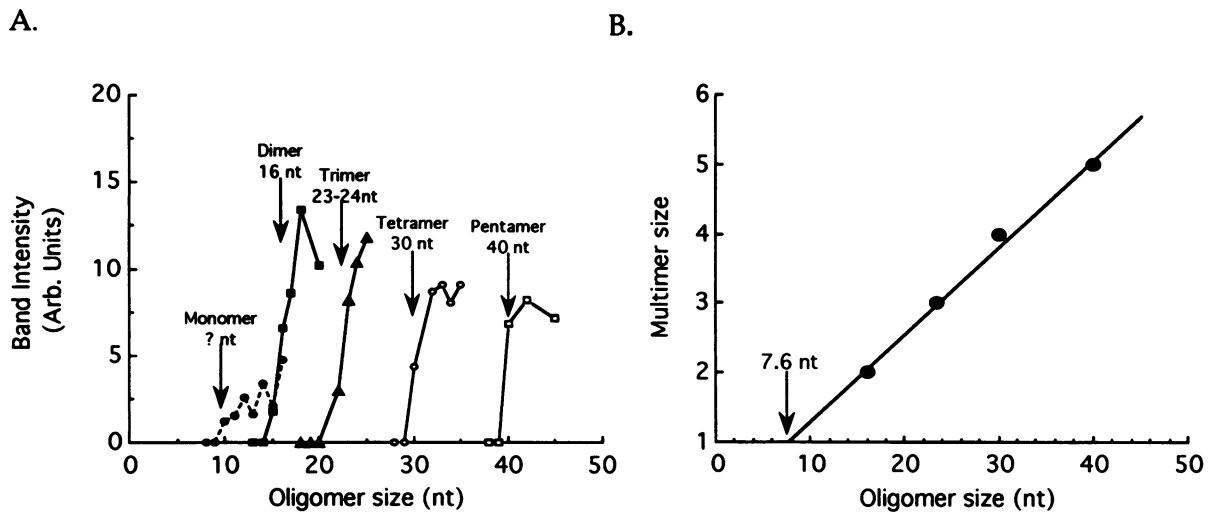 A.
20
15
10
5
0
Band Intensity
(Arb. Units)
Monomer
? nt
Dimer
16 nt
Trimer
23-24nt
Tetramer
30 nt
Pentamer
40 nt
0 10 20 30 40 50
Oligomer size (nt)
B.
6
5
4
3
2
1
Multimer size
7.6 nt
0 10 20 30 40 50
Oligomer size (nt)